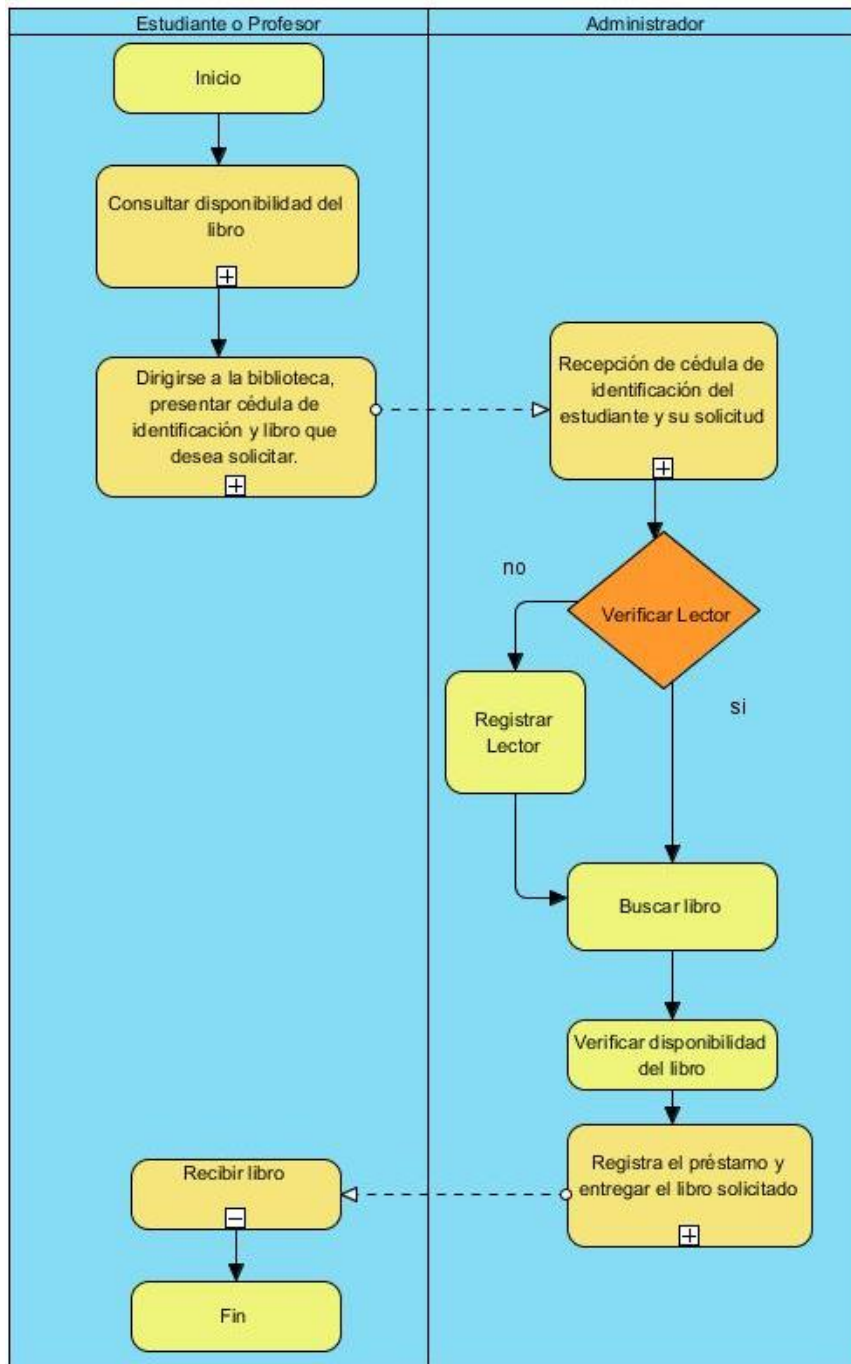 Estudiante o Profesor
Administrador
Inicio
Consultar disponibilidad del
libro
Dirigirse a la biblioteca,
presentar cédula de
identificación y libro que
desea solicitar.
Recepción de cédula de
identificación del
estudiante y su solicitud
no
Verificar Lector
si
Registrar
Lector
Buscar libro
Verificar disponibilidad
del libro
Registra el préstamo y
entregar el libro solicitado
Recibir libro
Fin